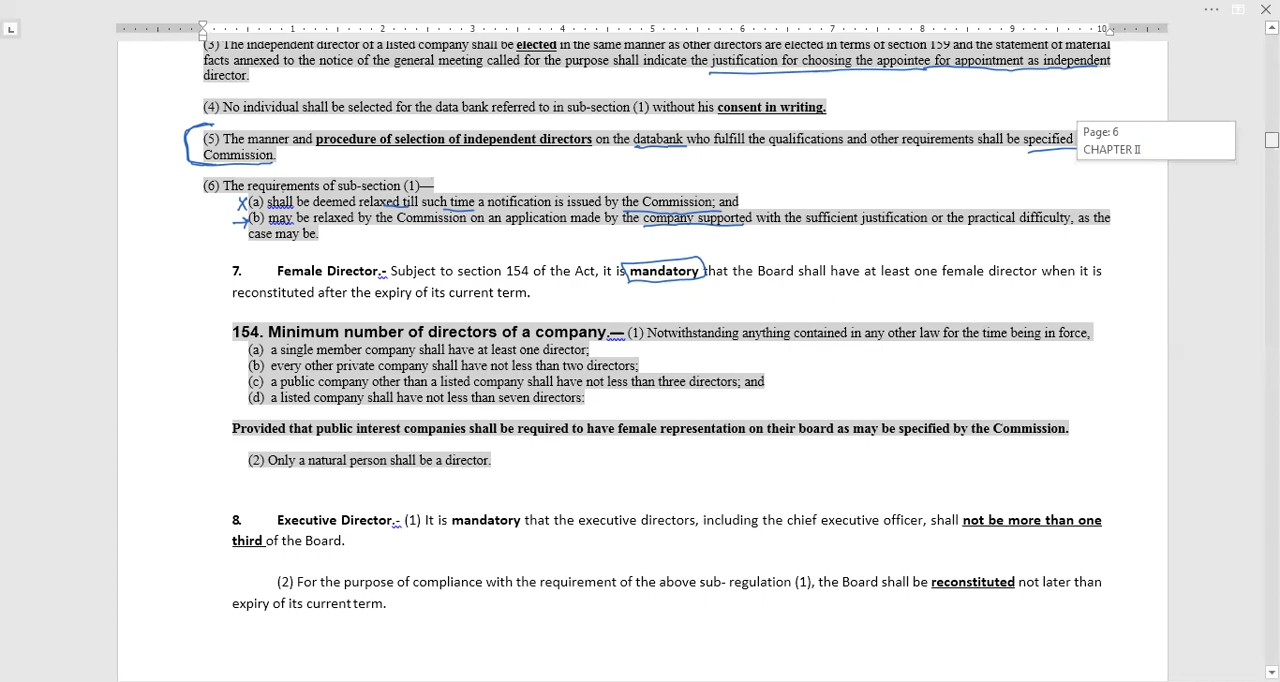 1 2 3 4 5 6 7 8 9 10
Page: 6
CHAPTER II
(3) The independent director of a listed company shall be elected in the same manner as other directors are elected in terms of section 159 and the statement of material
facts annexed to the notice of the general meeting called for the purpose shall indicate the justification for choosing the appointee for appointment as independent
director.
(4) No individual shall be selected for the data bank referred to in sub-section (1) without his consent in writing.
(5) The manner and procedure of selection of independent directors on the databank who fulfill the qualifications and other requirements shall be specified
Commission.
(6) The requirements of sub-section (1)—
X (a) shall be deemed relaxed till such time a notification is issued by the Commission; and
(b) may be relaxed by the Commission on an application made by the company supported with the sufficient justification or the practical difficulty, as the
case may be.
7. Female Director.- Subject to section 154 of the Act, it is mandatory that the Board shall have at least one female director when it is
reconstituted after the expiry of its current term.
154. Minimum number of directors of a company.— (1) Notwithstanding anything contained in any other law for the time being in force,
(a) a single member company shall have at least one director;
(b) every other private company shall have not less than two directors;
(c) a public company other than a listed company shall have not less than three directors; and
(d) a listed company shall have not less than seven directors:
Provided that public interest companies shall be required to have female representation on their board as may be specified by the Commission.
(2) Only a natural person shall be a director.
8. Executive Director.- (1) It is mandatory that the executive directors, including the chief executive officer, shall not be more than one
third of the Board.
(2) For the purpose of compliance with the requirement of the above sub- regulation (1), the Board shall be reconstituted not later than
expiry of its current term.